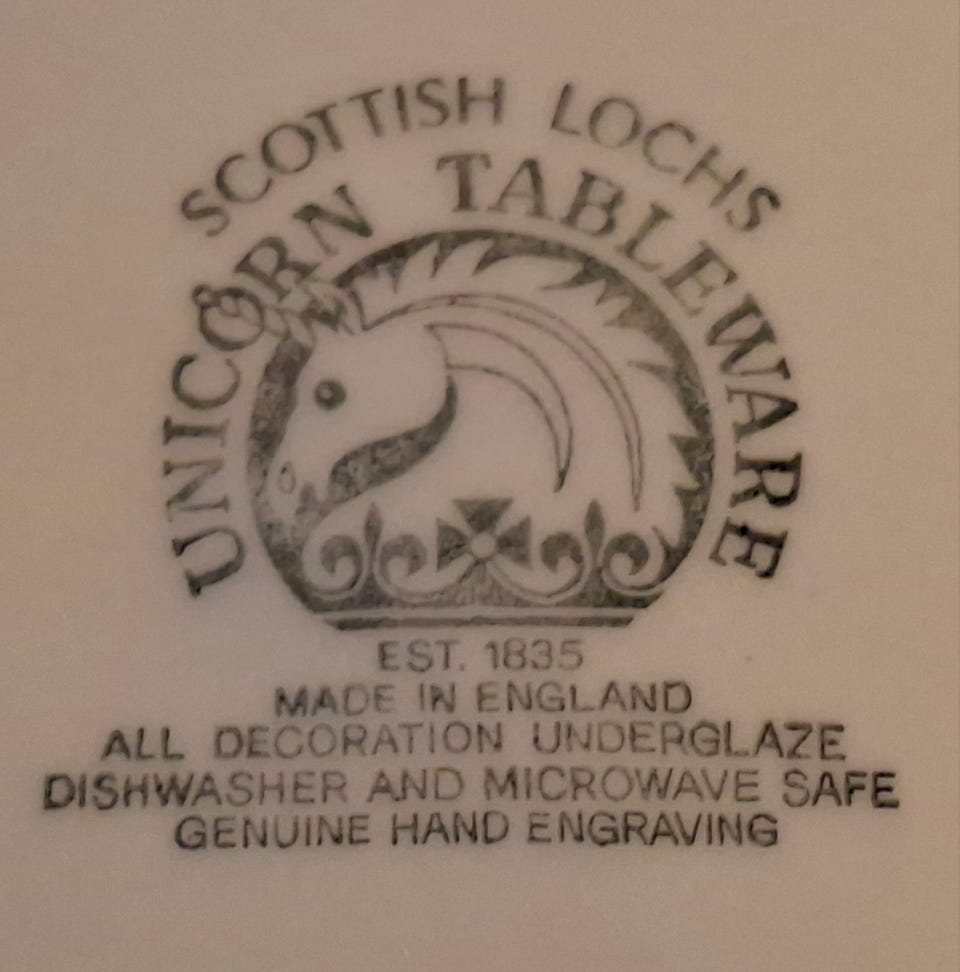 SCOTTISH LOCHS
UNICORN TABLEWARE
EST. 1835
MADE IN ENGLAND
ALL DECORATION UNDERGLAZE
DISHWASHER AND MICROWAVE SAFE
GENUINE HAND ENGRAVING